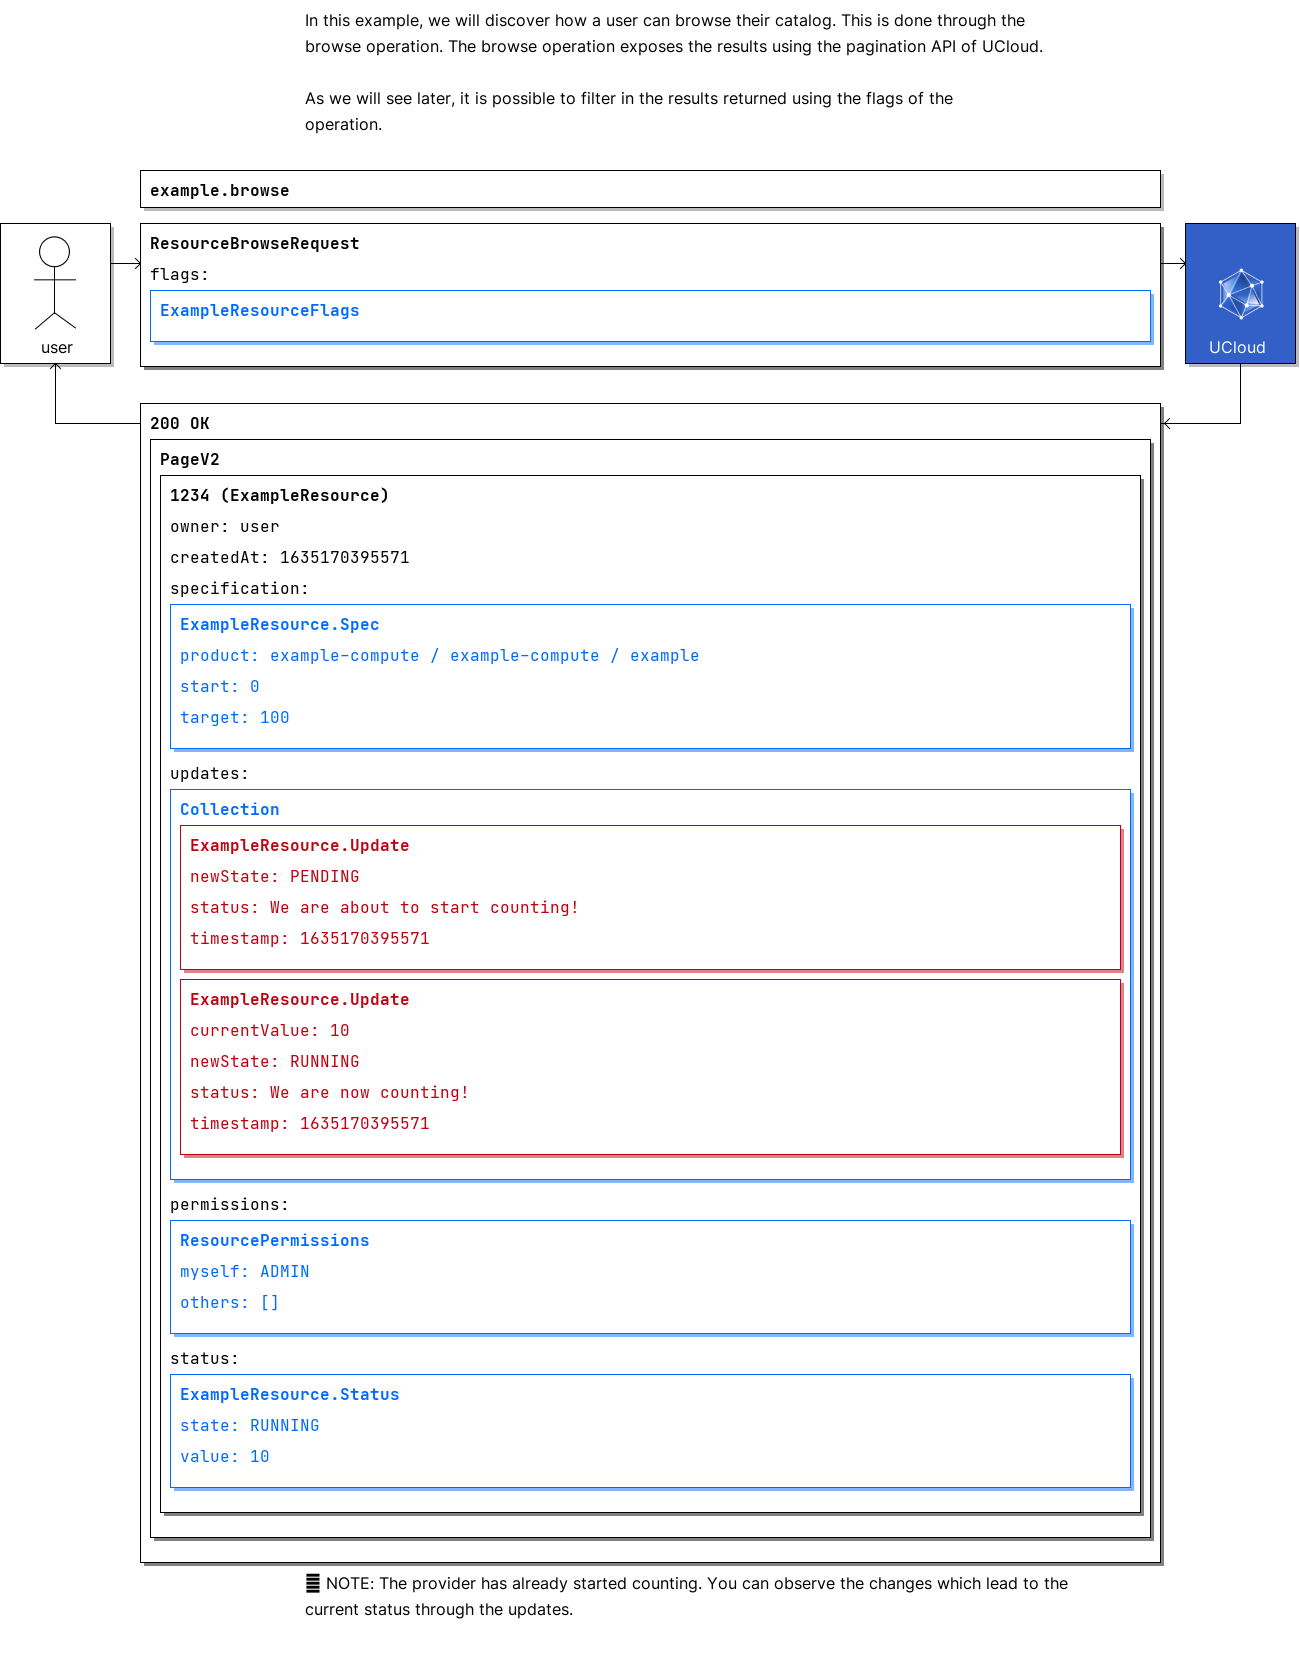 In this example, we will discover how a user can browse their catalog. This is done through the
browse operation. The browse operation exposes the results using the pagination API of UCloud.
As we will see later, it is possible to filter in the results returned using the flags of the
operation.
example.browse
user
ResourceBrowseRequest
flags:
ExampleResourceFlags
UCloud
200 OK
PageV2
1234 (ExampleResource)
owner: user
createdAt: 1635170395571
specification:
ExampleResource.Spec
product: example-compute / example-compute / example
start: 0
target: 100
updates:
Collection
ExampleResource.Update
newState: PENDING
status: We are about to start counting!
timestamp: 1635170395571
ExampleResource.Update
currentValue: 10
newState: RUNNING
status: We are now counting!
timestamp: 1635170395571
permissions:
ResourcePermissions
myself: ADMIN
others: []
status:
ExampleResource.Status
state: RUNNING
value: 10
📝 NOTE: The provider has already started counting. You can observe the changes which lead to the
current status through the updates.